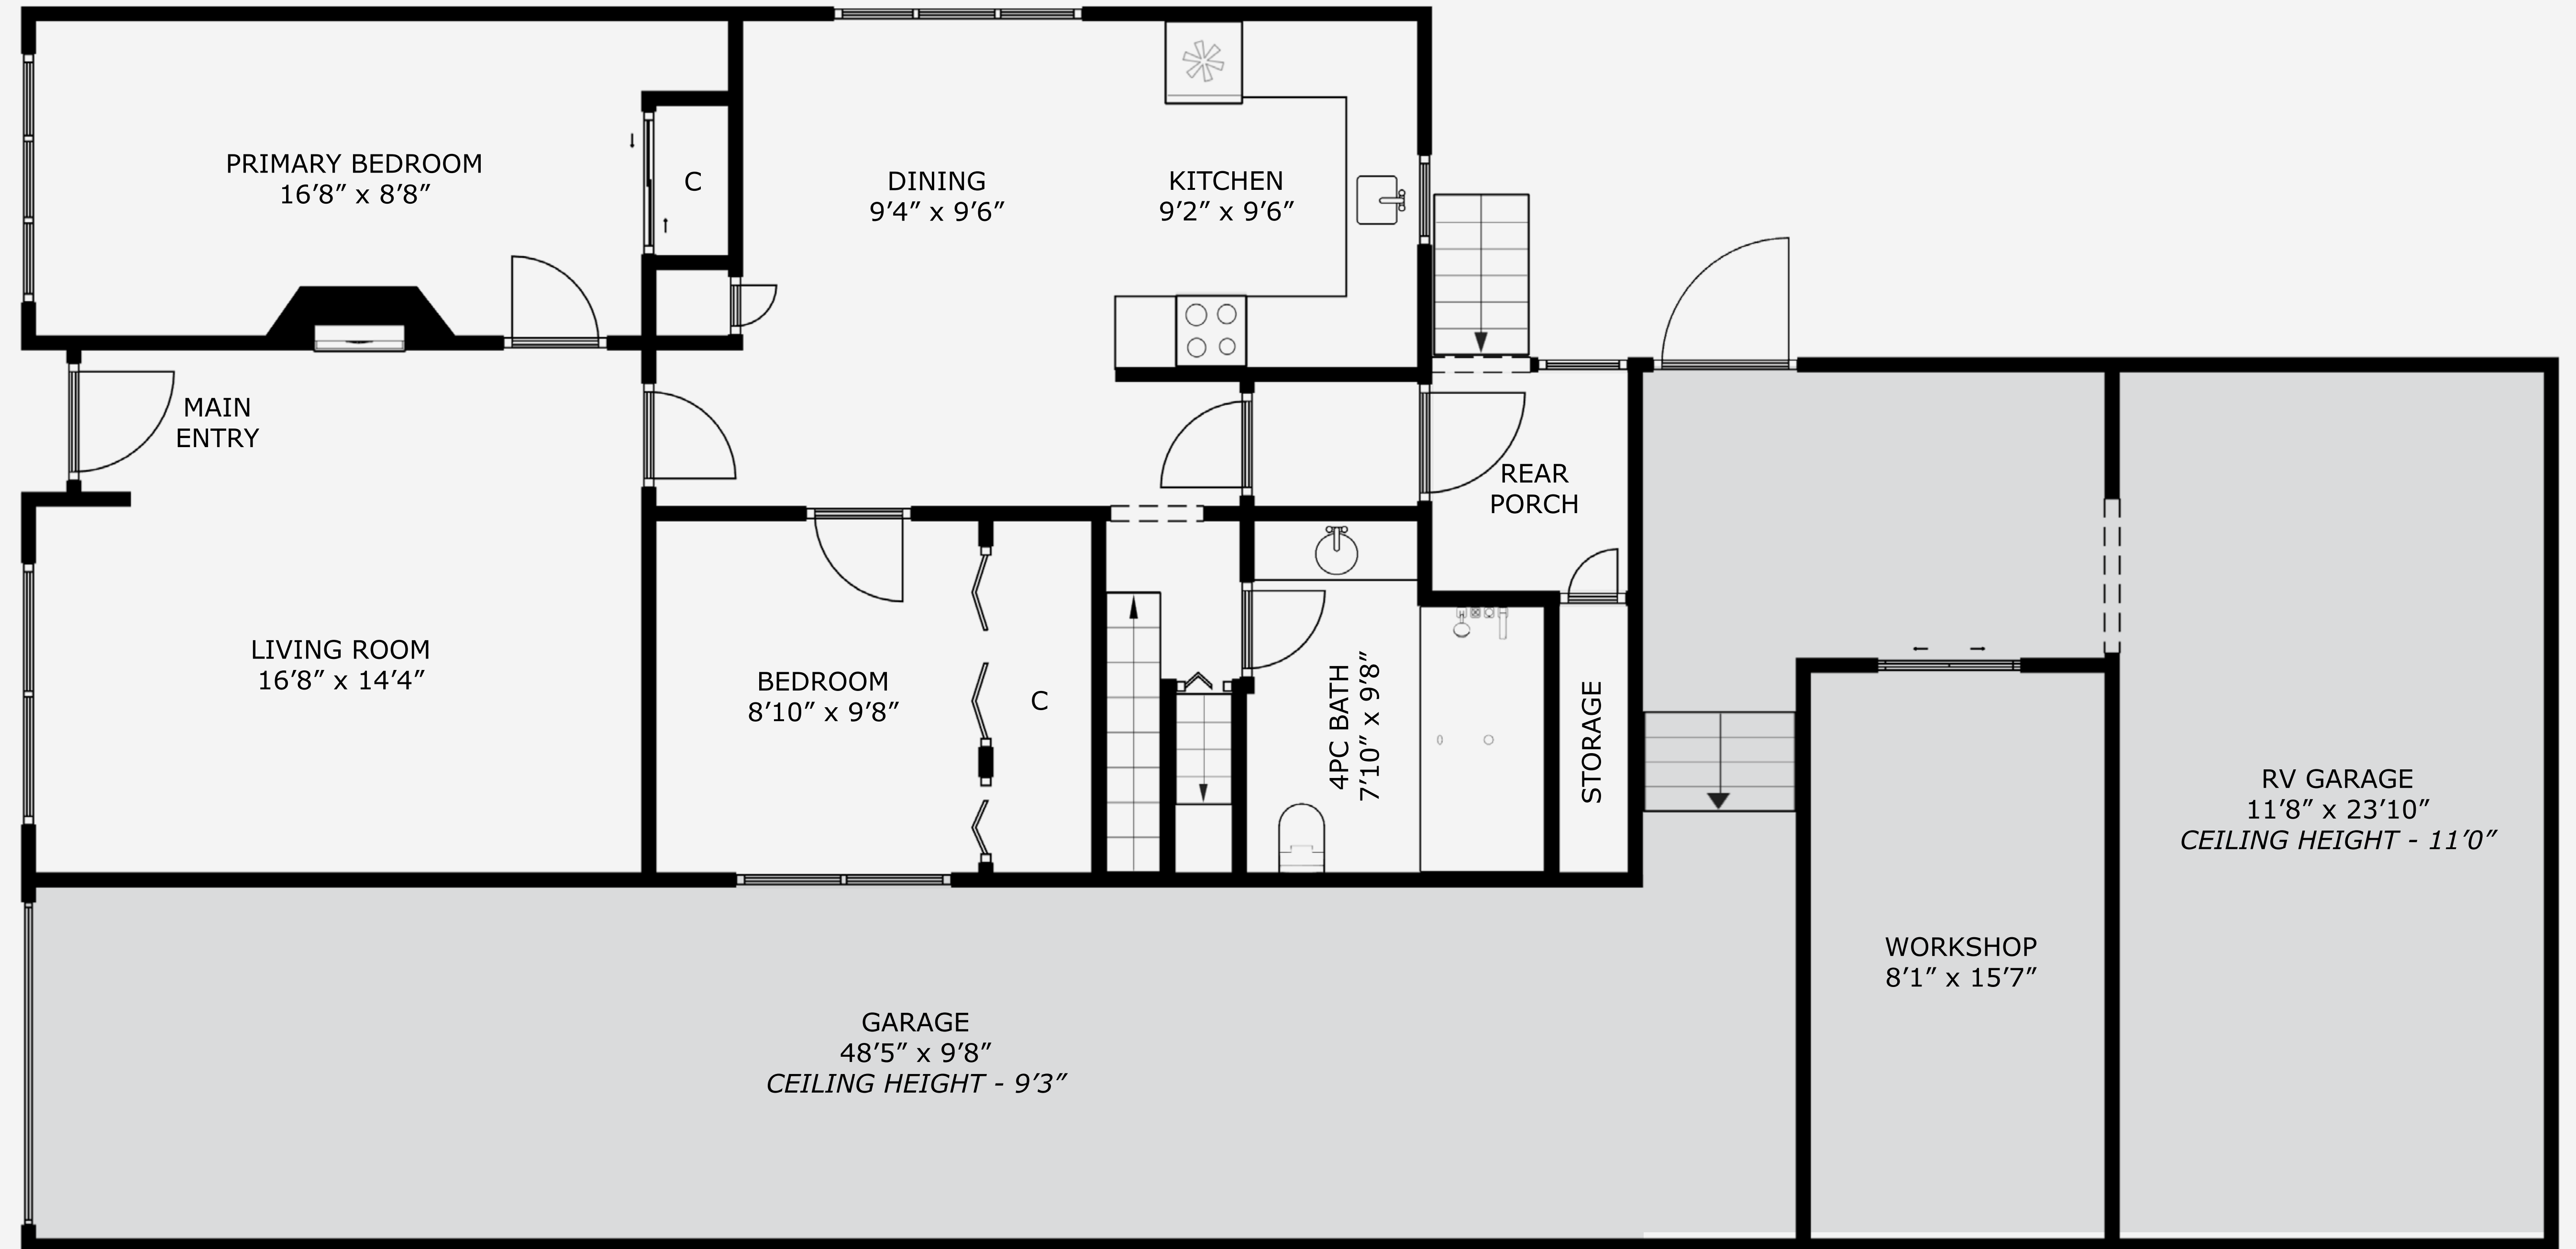 PRIMARY BEDROOM
16’8” x 8’8”
C
DINING
9’4” x 9’6”
KITCHEN
9’2” x 9’6”
MAIN
ENTRY
REAR
PORCH
LIVING ROOM
16’8” x 14’4”
BEDROOM
8’10” x 9’8”
C
4PC BATH
7’10” x 9’8”
STORAGE
RV GARAGE
11’8” x 23’10”
CEILING HEIGHT - 11’0”
WORKSHOP
8’1” x 15’7”
GARAGE
48’5” x 9’8”
CEILING HEIGHT - 9’3”